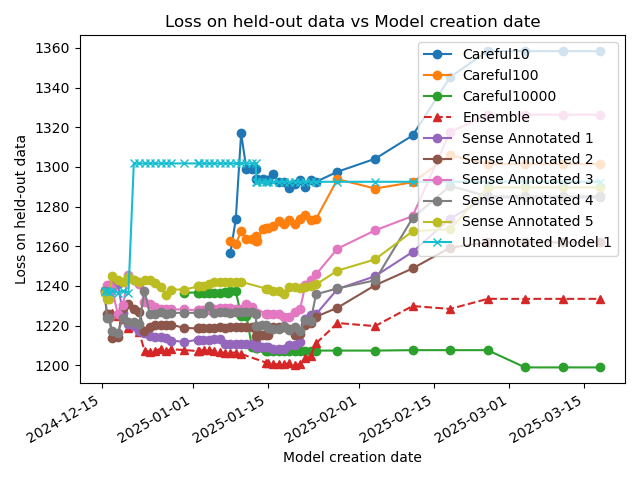 Loss on held-out data vs Model creation date
Loss on held-out data
1360
1340
1320
1300
1280
1260
1240
1220
1200
Careful10
Careful100
Careful10000
Ensemble
Sense Annotated 1
Sense Annotated 2
Sense Annotated 3
Sense Annotated 4
Sense Annotated 5
Unannotated Model 1
2024-12-15
2025-01-01
2025-01-15
2025-02-01
2025-02-15
2025-03-01
2025-03-15
Model creation date